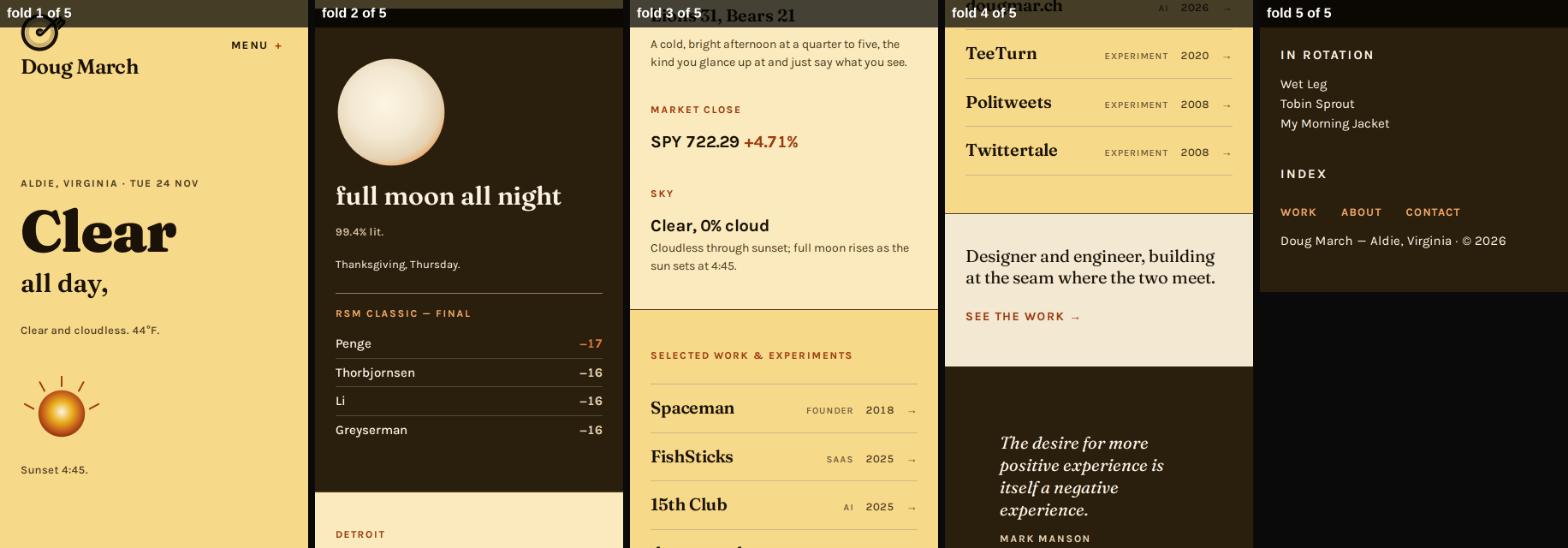 fold 1 of 5
MENU +
Doug March
ALDIE, VIRGINIA · TUE 24 NOV
Clear
all day,
Clear and cloudless. 44°F.
Sunset 4:45.
fold 2 of 5
full moon all night
99.4% lit.
Thanksgiving, Thursday.
RSM CLASSIC — FINAL
Penge −17
Thorbjornsen −16
Li −16
Greyserman −16
DETROIT
fold 3 of 5
Lions 31, Bears 21
A cold, bright afternoon at a quarter to five, the
kind you glance up at and just say what you see.
MARKET CLOSE
SPY 722.29 +4.71%
SKY
Clear, 0% cloud
Cloudless through sunset; full moon rises as the
sun sets at 4:45.
SELECTED WORK & EXPERIMENTS
Spaceman FOUNDER 2018 →
FishSticks SAAS 2025 →
15th Club AI 2025 →
fold 4 of 5
dougmar.ch AI 2026 →
TeeTurn EXPERIMENT 2020 →
Politweets EXPERIMENT 2008 →
Twittertale EXPERIMENT 2008 →
Designer and engineer, building
at the seam where the two meet.
SEE THE WORK →
The desire for more
positive experience is
itself a negative
experience.
MARK MANSON
fold 5 of 5
IN ROTATION
Wet Leg
Tobin Sprout
My Morning Jacket
INDEX
WORK ABOUT CONTACT
Doug March — Aldie, Virginia · © 2026